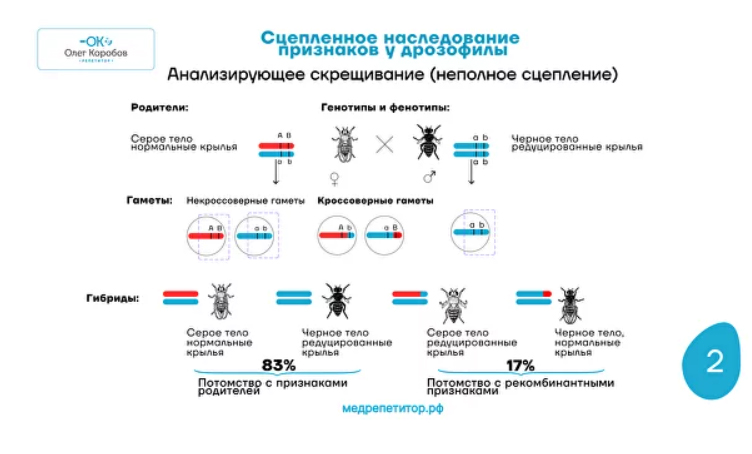 -ОК
Олег Коробов
•РЕПЕТИТОР•
Сцепленное наследование
признаков у дрозофилы
Анализирующее скрещивание (неполное сцепление)
Родители:
Генотипы и фенотипы:
Серое тело
нормальные крылья
A B
a b
a b
a b
Черное тело
редуцированные крылья
Гаметы:
Некроссоверные гаметы
Кроссоверные гаметы
A B
a b
A b
a B
a b
Гибриды:
Серое тело
нормальные
крылья
Черное тело
редуцированные
крылья
Серое тело
редуцированные
крылья
Черное тело,
нормальные
крылья
83%
17%
Потомство с признаками
родителей
Потомство с рекомбинантными
признаками
медрепетитор.рф
2